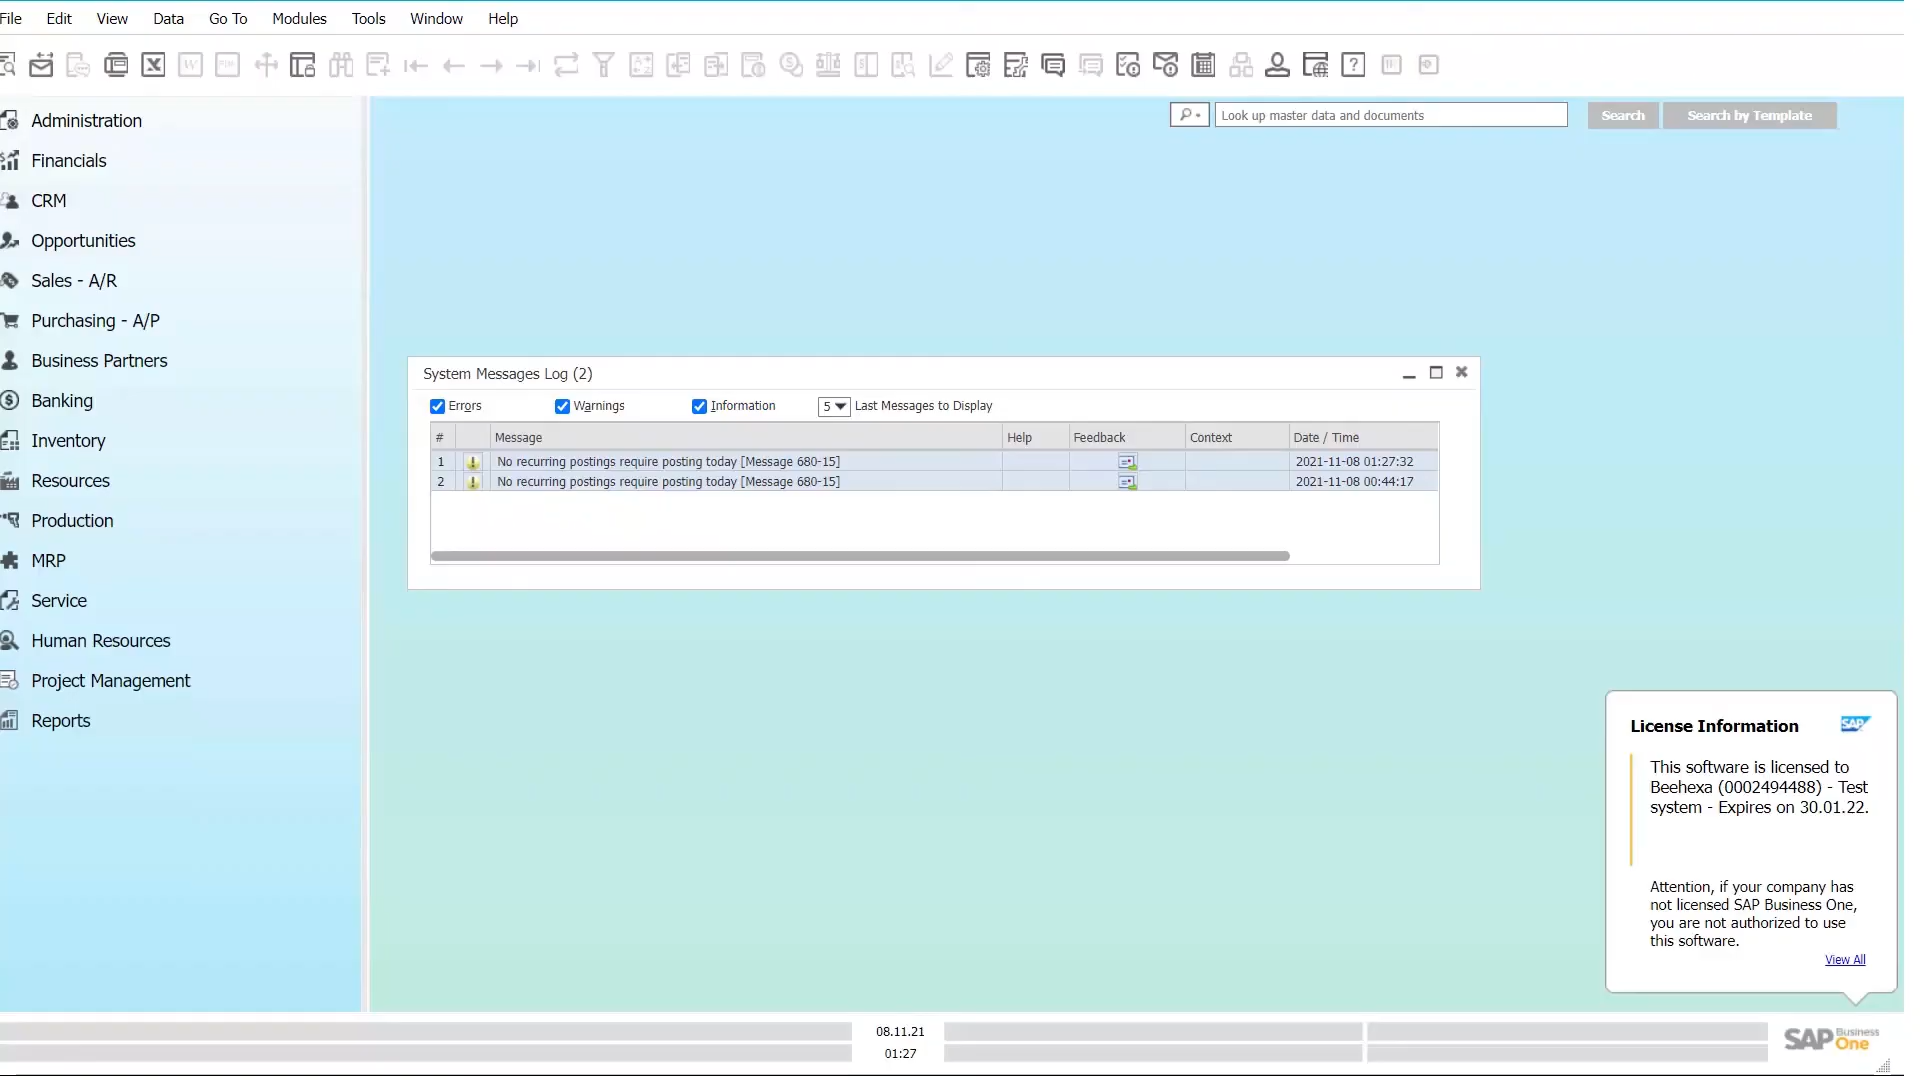 File Edit View Data Go To Modules Tools Window Help
Look up master data and documents Search Search by Template
Administration
Financials
CRM
Opportunities
Sales - A/R
Purchasing - A/P
Business Partners
Banking
Inventory
Resources
Production
MRP
Service
Human Resources
Project Management
Reports
System Messages Log (2)
Errors Warnings Information 5 Last Messages to Display
# Message Help Feedback Context Date / Time
1 No recurring postings require posting today [Message 680-15] 2021-11-08 01:27:32
2 No recurring postings require posting today [Message 680-15] 2021-11-08 00:44:17
License Information SAP
This software is licensed to
Beehexa (0002494488) - Test
system - Expires on 30.01.22.
Attention, if your company has
not licensed SAP Business One,
you are not authorized to use
this software.
View All
08.11.21
01:27
SAP Business
One